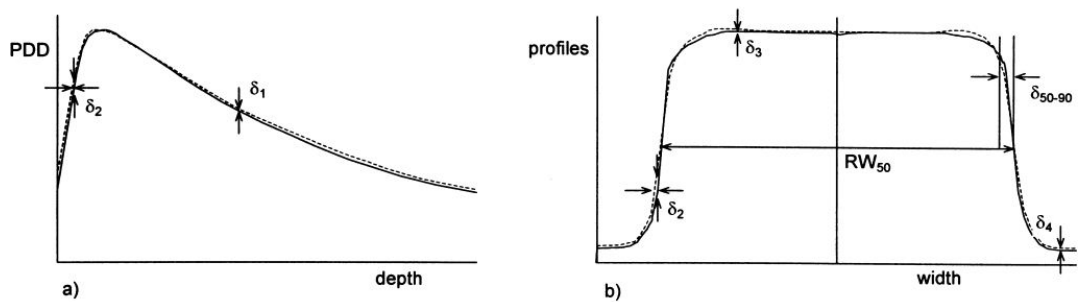 PDD
δ₂
δ₁
depth
a)
profiles
δ₃
δ₅₀₋₉₀
RW₅₀
δ₂
δ₄
width
b)